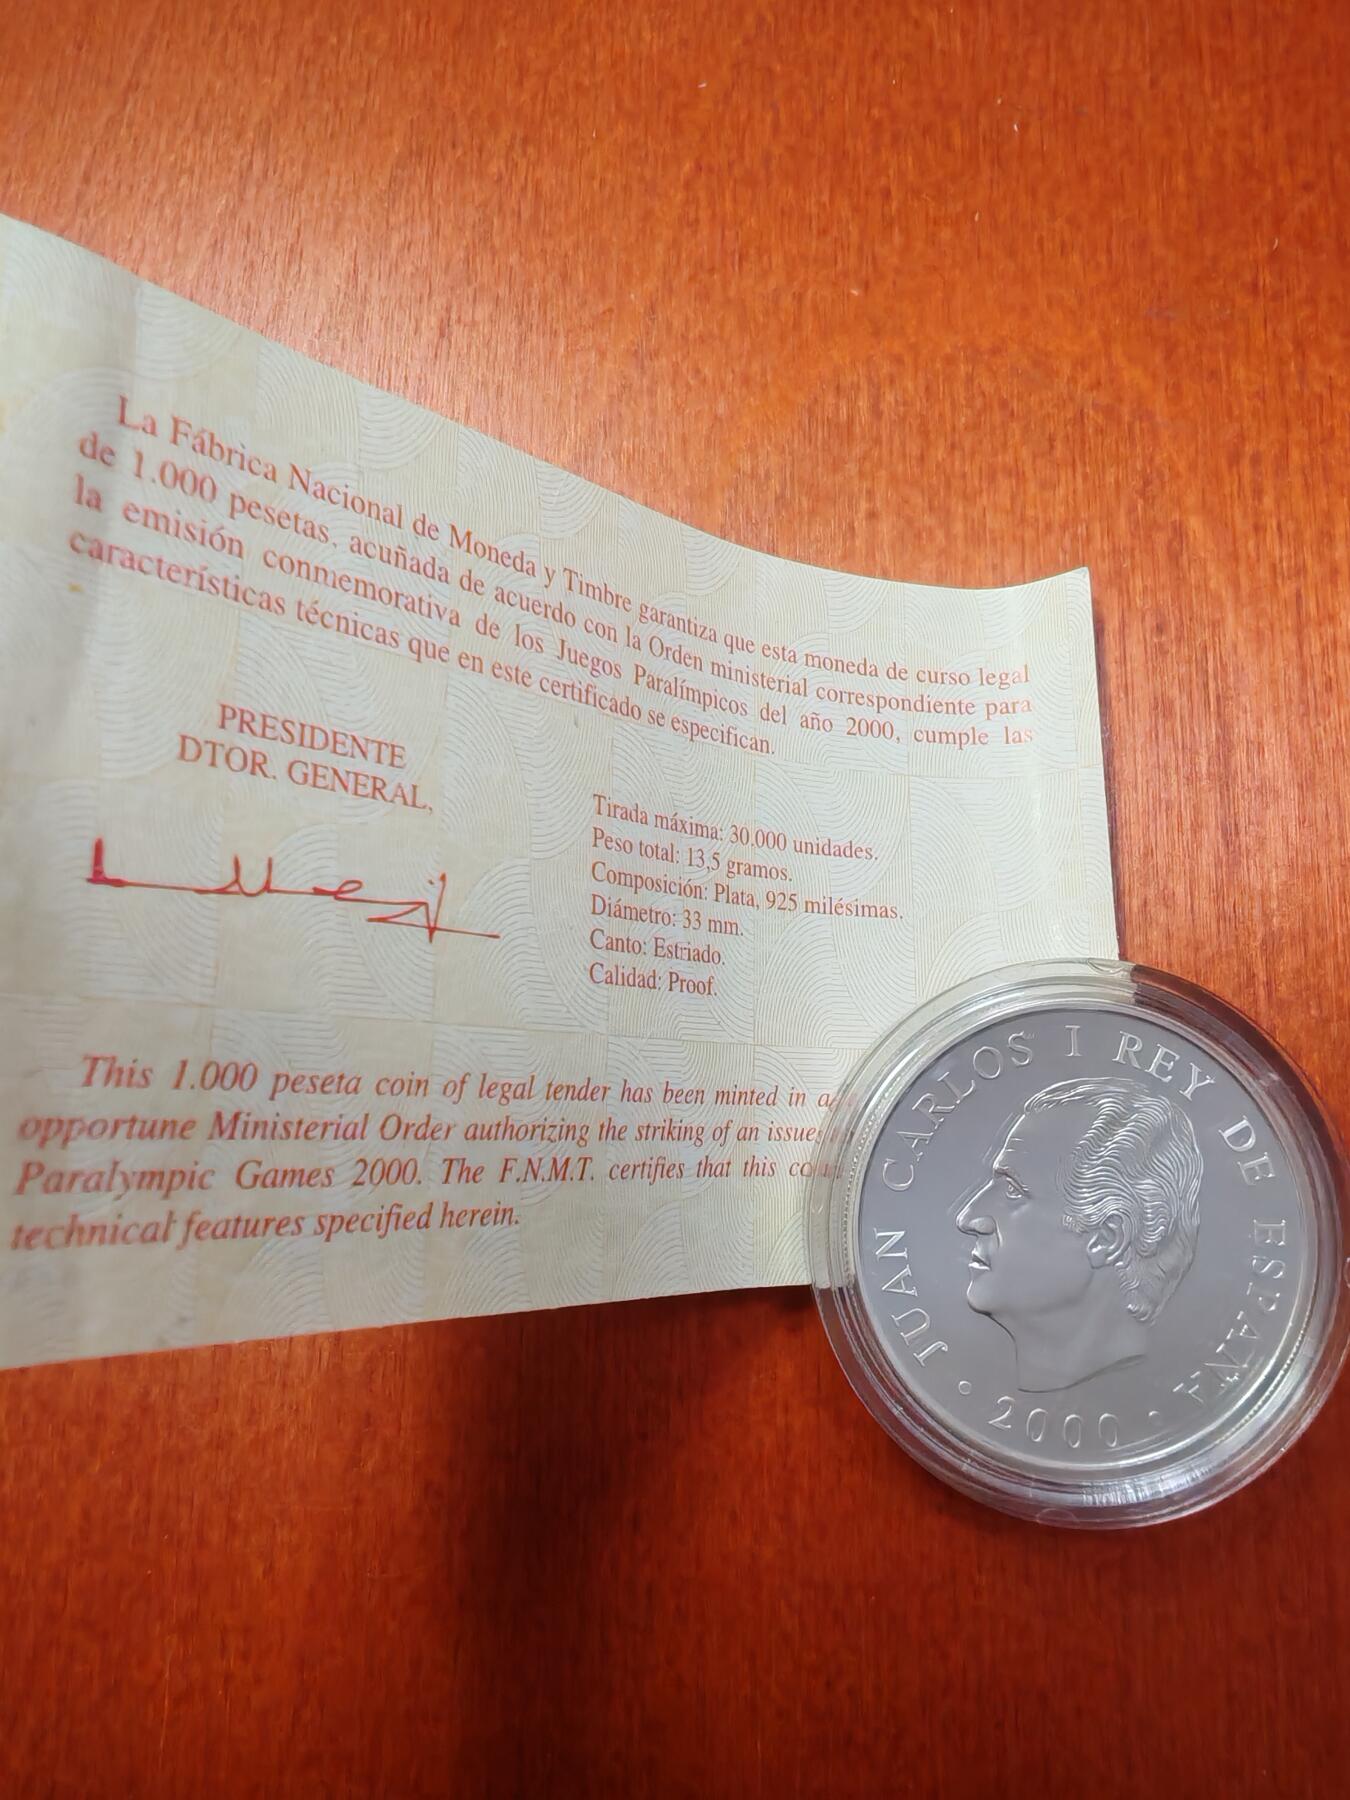 La Fábrica Nacional de Moneda y Timbre garantiza que esta moneda de curso legal
de 1.000 pesetas, acuñada de acuerdo con la Orden ministerial correspondiente para
la emisión conmemorativa de los Juegos Paralímpicos del año 2000, cumple las
características técnicas que en este certificado se especifican.
PRESIDENTE
DTOR. GENERAL,
Tirada máxima: 30.000 unidades.
Peso total: 13,5 gramos.
Composición: Plata, 925 milésimas.
Diámetro: 33 mm.
Canto: Estriado.
Calidad: Proof.
This 1.000 peseta coin of legal tender has been minted in
opportune Ministerial Order authorizing the striking of an issue
Paralympic Games 2000. The F.N.M.T. certifies that this
technical features specified herein.
JUAN CARLOS I REY DE ESPAÑA
• 2000 •